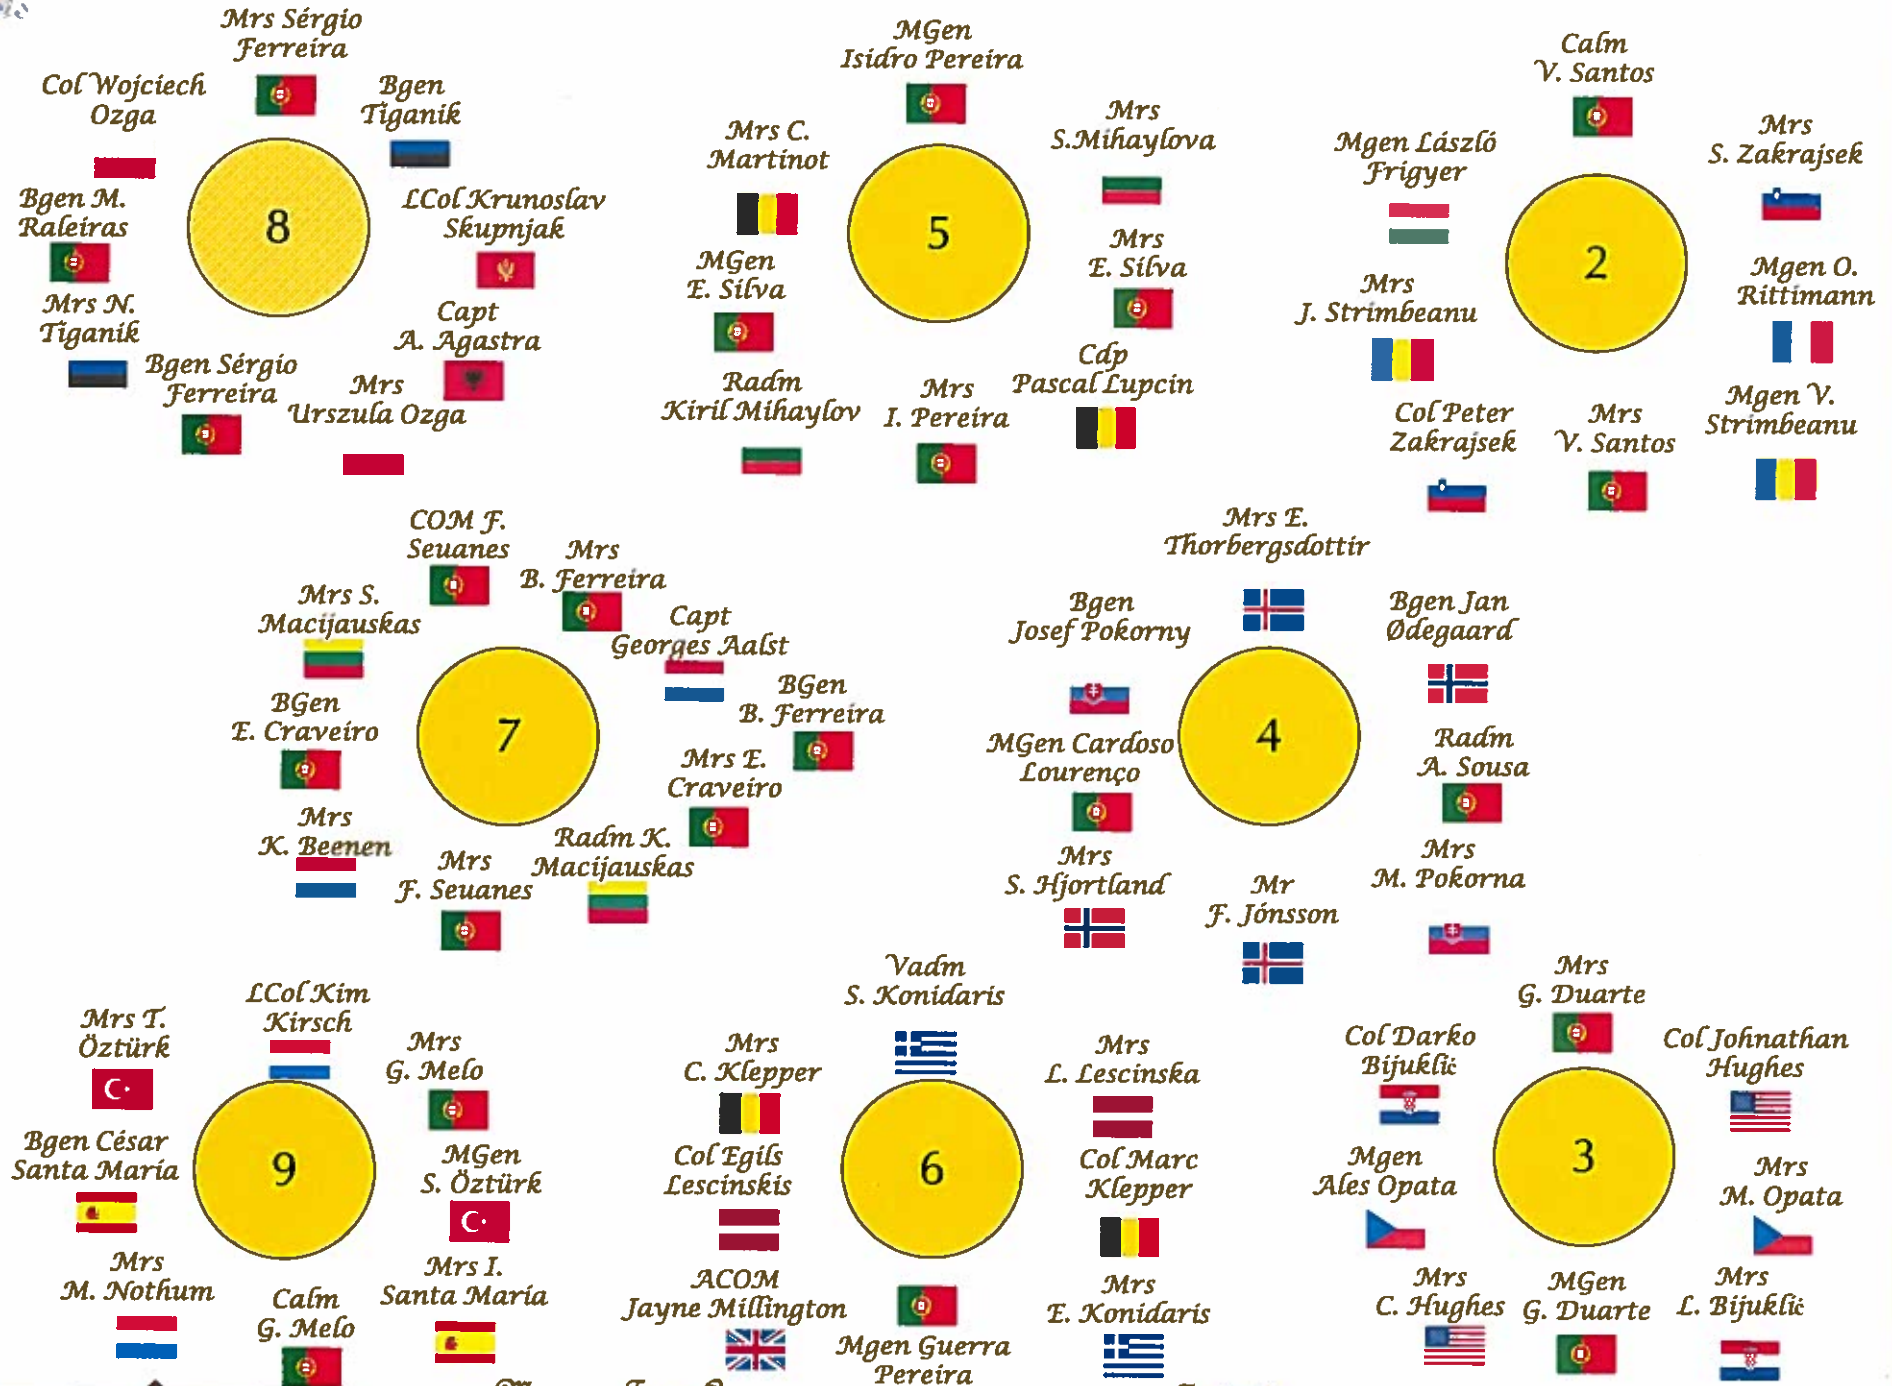 Mrs Sérgio
Ferreira
Col Wojciech
Ozga
Bgen
Tiganik
Bgen M.
Raleiras
8
LCol Krunoslav
Skupnjak
Mrs N.
Tiganik
Capt
A. Agastra
Bgen Sérgio
Ferreira
Mrs
Urszula Ozga
MGen
Isidro Pereira
Mrs C.
Martinot
Mrs
S.Mihaylova
5
MGen
E. Silva
Mrs
E. Silva
Radm
Kiril Mihaylov
Mrs
I. Pereira
Cdp
Pascal Lupcin
Calm
V. Santos
Mgen László
Frigyer
Mrs
S. Zakrajsek
2
Mrs
J. Strimbeanu
Mgen O.
Rittimann
Col Peter
Zakrajsek
Mrs
V. Santos
Mgen V.
Strimbeanu
COM F.
Seuanes
Mrs
B. Ferreira
Mrs S.
Macijauskas
Capt
Georges Aalst
BGen
E. Craveiro
7
BGen
B. Ferreira
Mrs E.
Craveiro
Mrs
K. Beenen
Mrs
F. Seuanes
Radm K.
Macijauskas
Mrs E.
Thorbergsdottir
Bgen
Josef Pokorny
Bgen Jan
Ødegaard
MGen Cardoso
Lourenço
4
Radm
A. Sousa
Mrs
S. Hjortland
Mr
F. Jónsson
Mrs
M. Pokorna
LCol Kim
Kirsch
Mrs T.
Öztürk
Mrs
G. Melo
Bgen César
Santa María
9
MGen
S. Öztürk
Mrs
M. Nothum
Calm
G. Melo
Mrs I.
Santa María
Vadm
S. Konidaris
Mrs
C. Klepper
Mrs
L. Lescinska
Col Egils
Lescinskis
6
Col Marc
Klepper
ACOM
Jayne Millington
Mgen Guerra
Pereira
Mrs
E. Konidaris
Mrs
G. Duarte
Col Darko
Bijuklić
Col Johnathan
Hughes
Mgen
Ales Opata
3
Mrs
M. Opata
Mrs
C. Hughes
MGen
G. Duarte
Mrs
L. Bijuklić